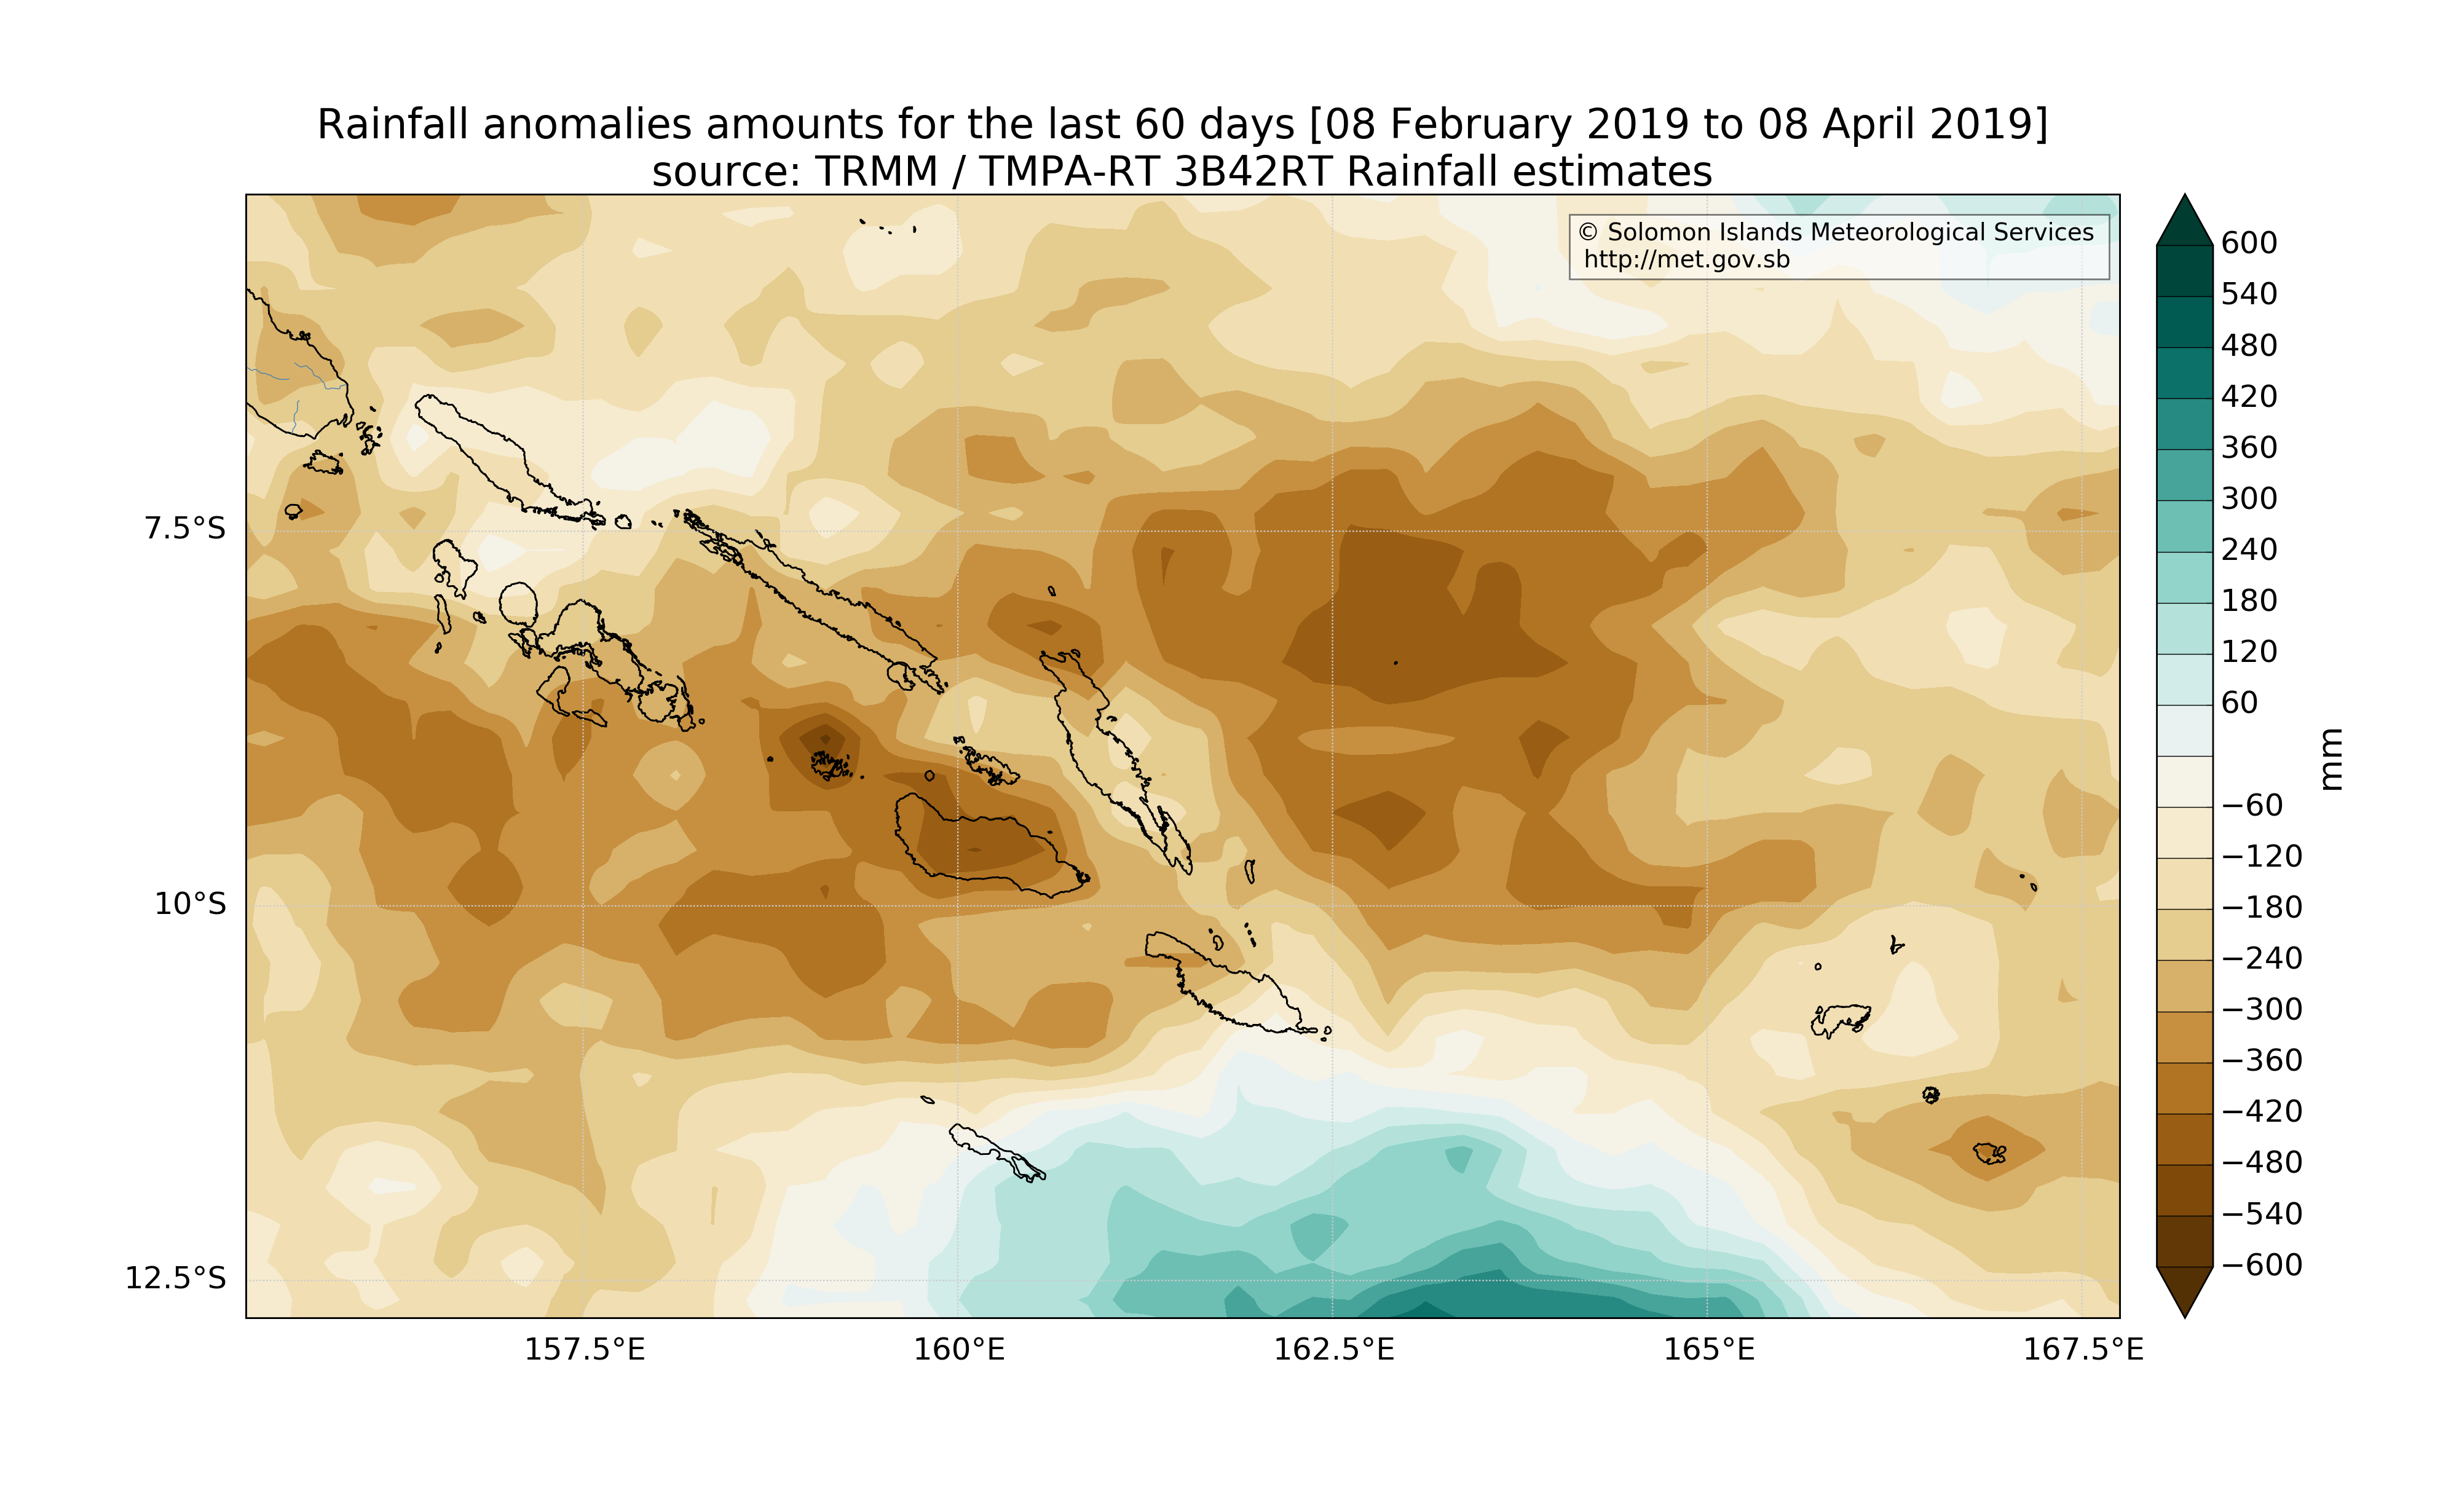 Rainfall anomalies amounts for the last 60 days [08 February 2019 to 08 April 2019]
source: TRMM / TMPA-RT 3B42RT Rainfall estimates
© Solomon Islands Meteorological Services
http://met.gov.sb
7.5°S
10°S
12.5°S
157.5°E
160°E
162.5°E
165°E
167.5°E
600
540
480
420
360
300
240
180
120
60
−60
−120
−180
−240
−300
−360
−420
−480
−540
−600
mm